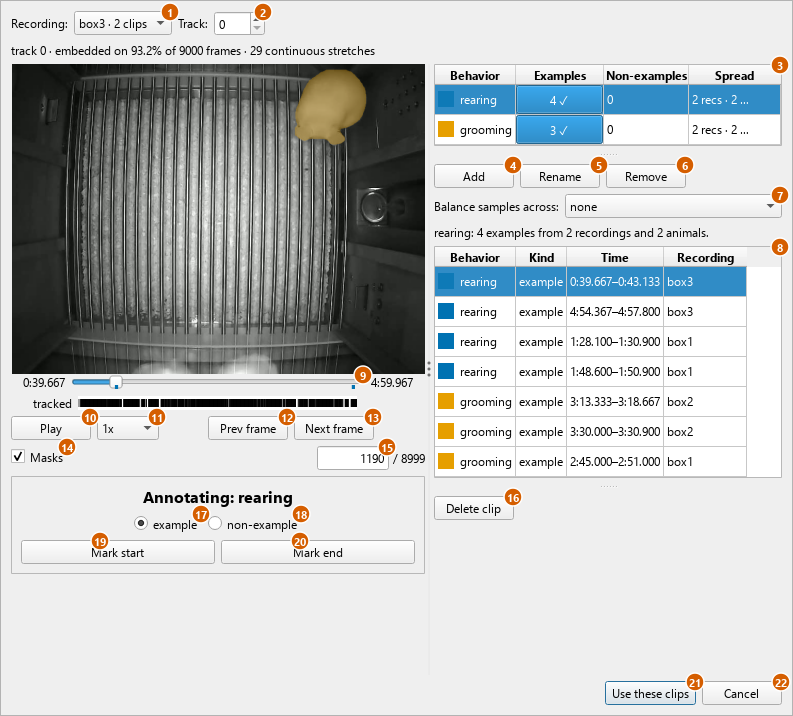 Recording: box3 · 2 clips 1 Track: 0 2
track 0 · embedded on 93.2% of 9000 frames · 29 continuous stretches
3
Behavior Examples Non-examples Spread
rearing 4 ✓ 0 2 recs · 2 ...
grooming 3 ✓ 0 2 recs · 2 ...
Add 4 Rename 5 Remove 6
Balance samples across: none 7
rearing: 4 examples from 2 recordings and 2 animals.
8
Behavior Kind Time Recording
rearing example 0:39.667–0:43.133 box3
rearing example 4:54.367–4:57.800 box3
rearing example 1:28.100–1:30.900 box1
rearing example 1:48.600–1:50.900 box1
grooming example 3:13.333–3:18.667 box2
grooming example 3:30.000–3:30.900 box2
grooming example 2:45.000–2:51.000 box1
Delete clip 16
0:39.667 9 4:59.967
tracked
Play 10 1x 11 Prev frame 12 Next frame 13
Masks 14 1190 15 / 8999
Annotating: rearing
example 17 non-example 18
Mark start 19 Mark end 20
Use these clips 21 Cancel 22